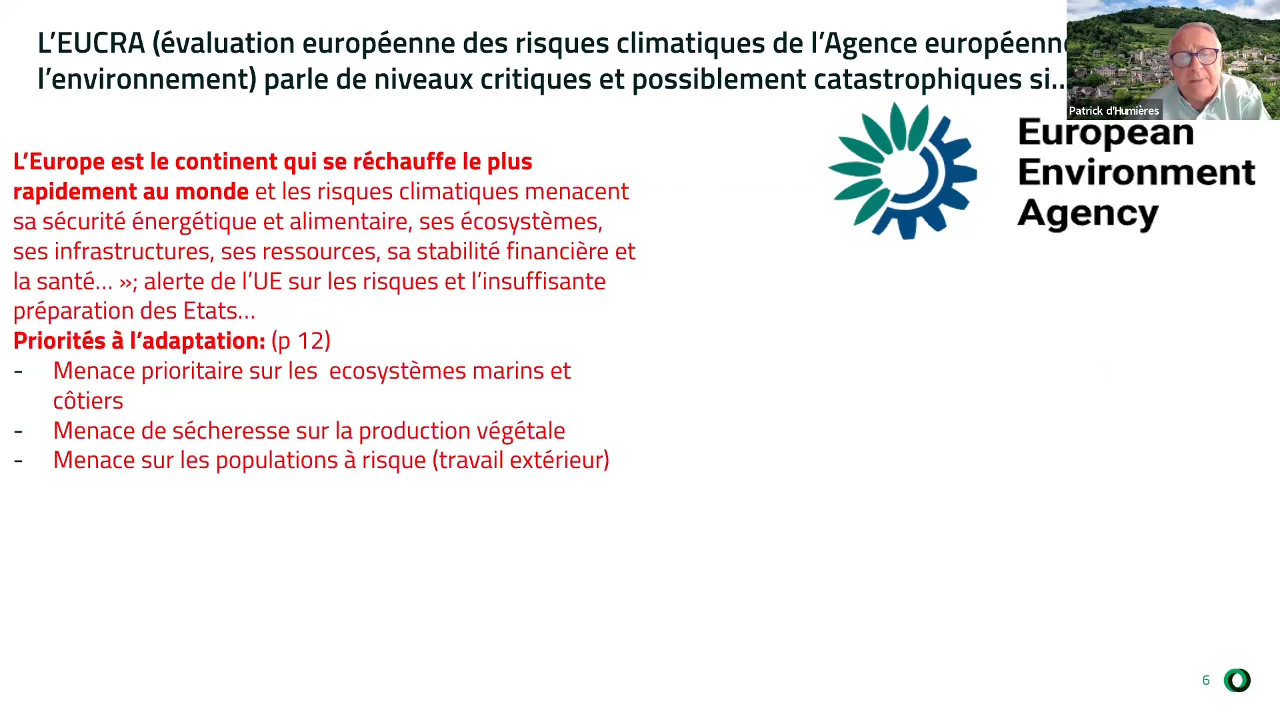 L'EUCRA (évaluation européenne des risques climatiques de l'Agence européenne
l'environnement) parle de niveaux critiques et possiblement catastrophiques si...
Patrick d'Humières
European
Environment
Agency
L'Europe est le continent qui se réchauffe le plus
rapidement au monde et les risques climatiques menacent
sa sécurité énergétique et alimentaire, ses écosystèmes,
ses infrastructures, ses ressources, sa stabilité financière et
la santé... »; alerte de l'UE sur les risques et l'insuffisante
préparation des Etats...
Priorités à l'adaptation: (p 12)
- Menace prioritaire sur les  ecosystèmes marins et
côtiers
- Menace de sécheresse sur la production végétale
- Menace sur les populations à risque (travail extérieur)
6